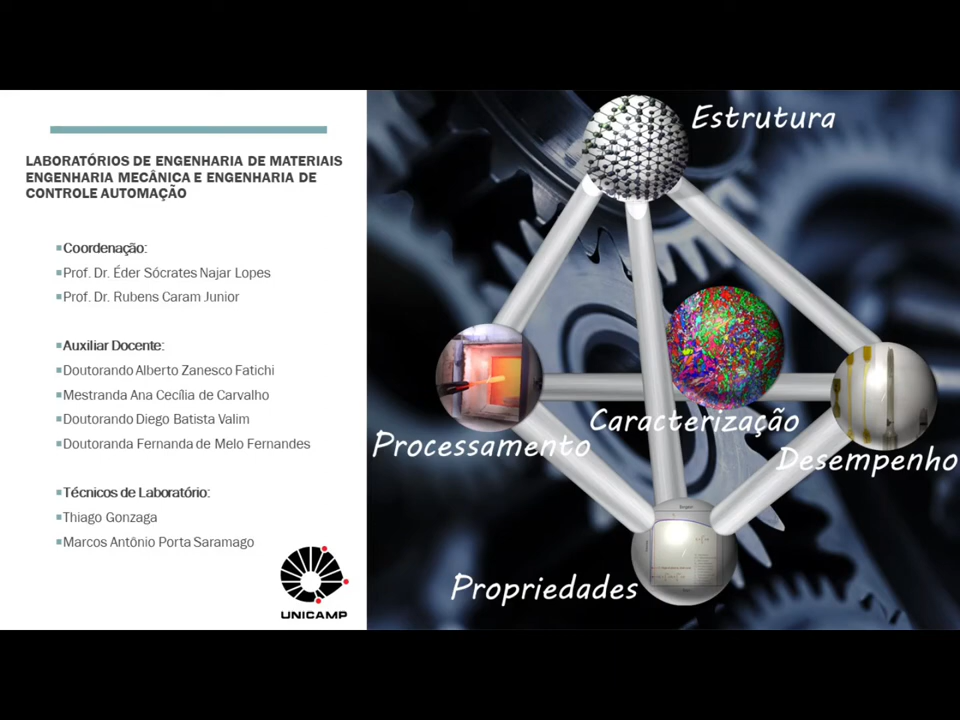 LABORATÓRIOS DE ENGENHARIA DE MATERIAIS
ENGENHARIA MECÂNICA E ENGENHARIA DE
CONTROLE AUTOMAÇÃO
Coordenação:
Prof. Dr. Éder Sócrates Najar Lopes
Prof. Dr. Rubens Caram Junior
Auxiliar Docente:
Doutorando Alberto Zanesco Fatichi
Mestranda Ana Cecília de Carvalho
Doutorando Diego Batista Valim
Doutoranda Fernanda de Melo Fernandes
Técnicos de Laboratório:
Thiago Gonzaga
Marcos Antônio Porta Saramago
UNICAMP
Estrutura
Caracterização
Processamento
Desempenho
Propriedades